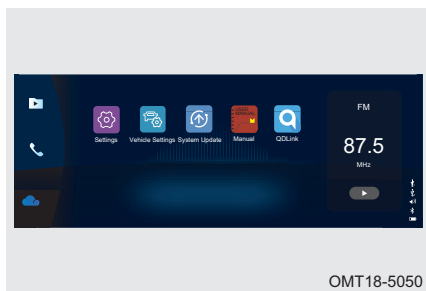 FM
87.5
MHz
Settings
Vehicle Settings
System Update
Manual
QDLink
OMT18-5050